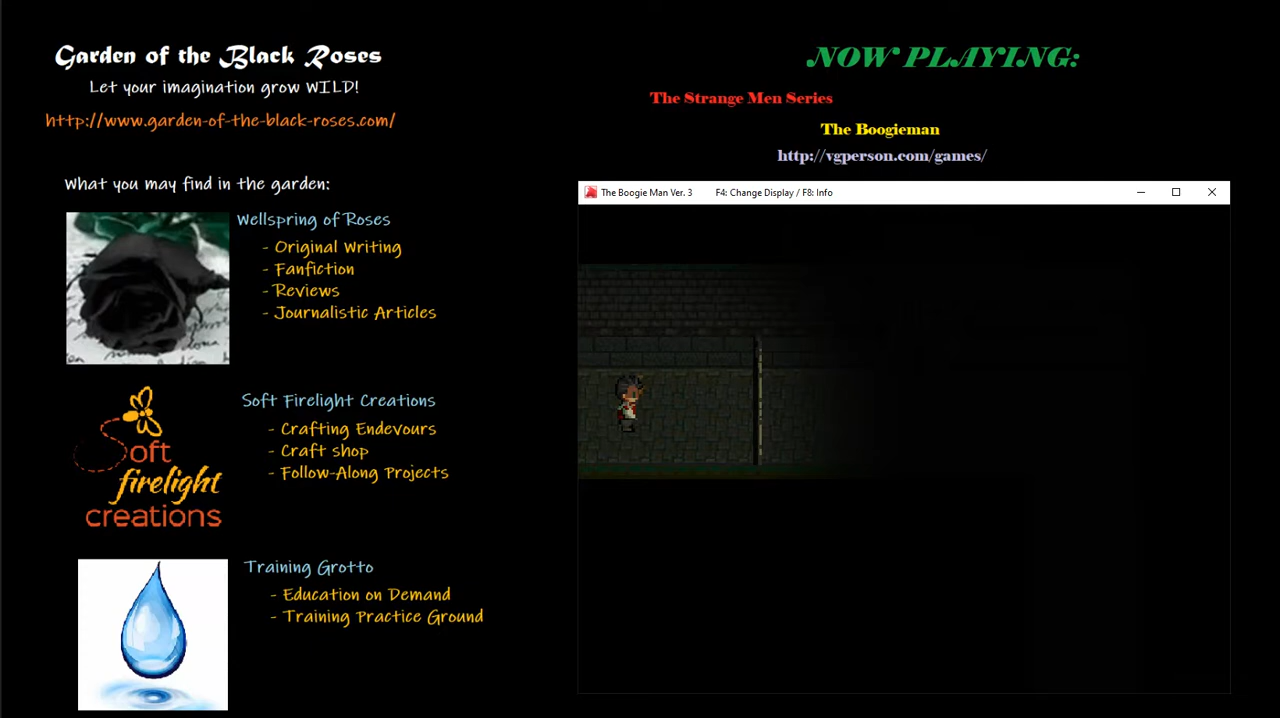 Garden of the Black Roses
Let your imagination grow WILD!
http://www.garden-of-the-black-roses.com/
What you may find in the garden:
Wellspring of Roses
- Original Writing
- Fanfiction
- Reviews
- Journalistic Articles
Soft
firelight
creations
Soft Firelight Creations
- Crafting Endevours
- Craft shop
- Follow-Along Projects
Training Grotto
- Education on Demand
- Training Practice Ground
NOW PLAYING:
The Strange Men Series
The Boogieman
http://vgperson.com/games/
The Boogie Man Ver. 3 F4: Change Display / F8: Info